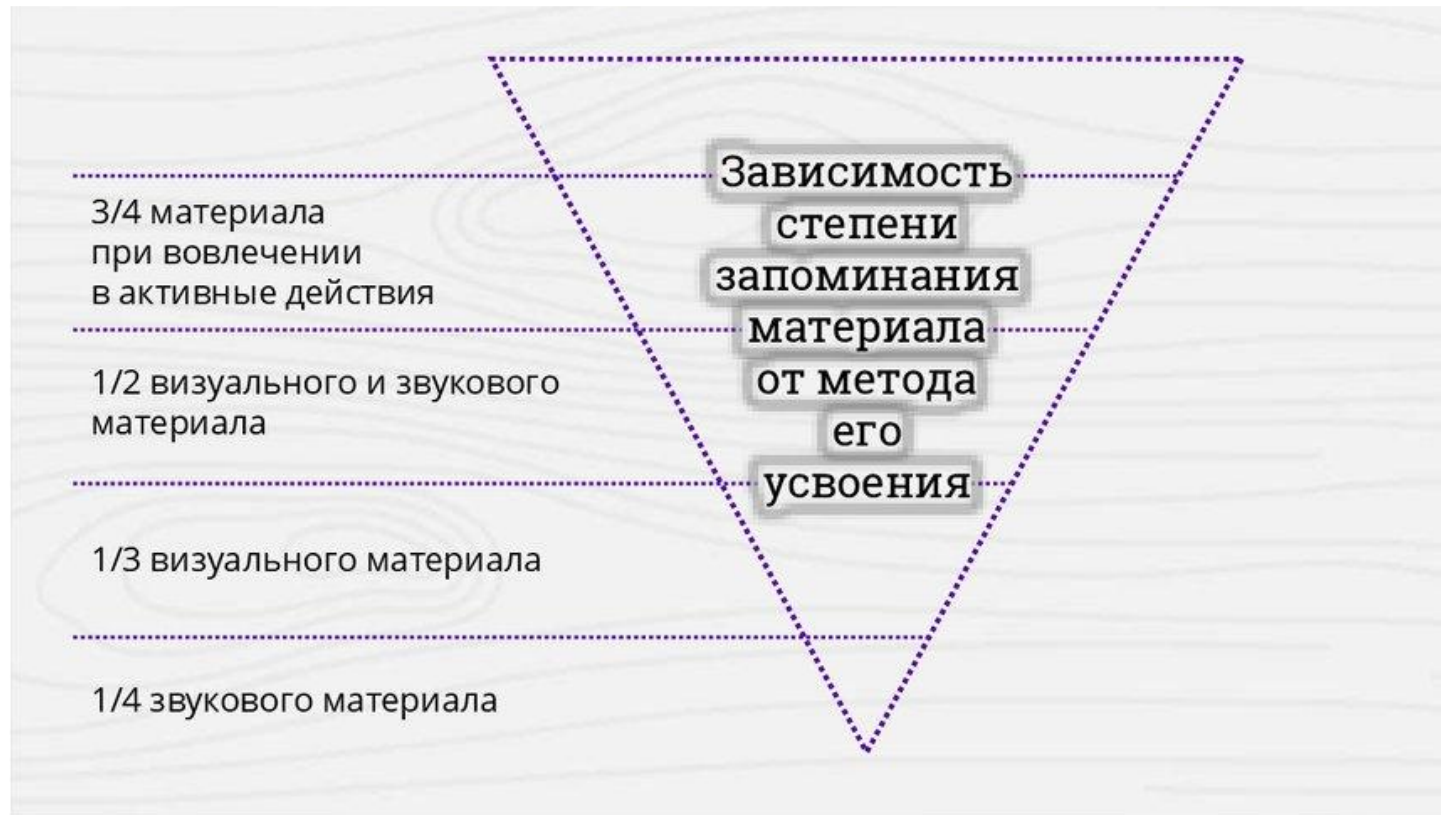 Зависимость
степени
запоминания
материала
от метода
его
усвоения
3/4 материала
при вовлечении
в активные действия
1/2 визуального и звукового
материала
1/3 визуального материала
1/4 звукового материала